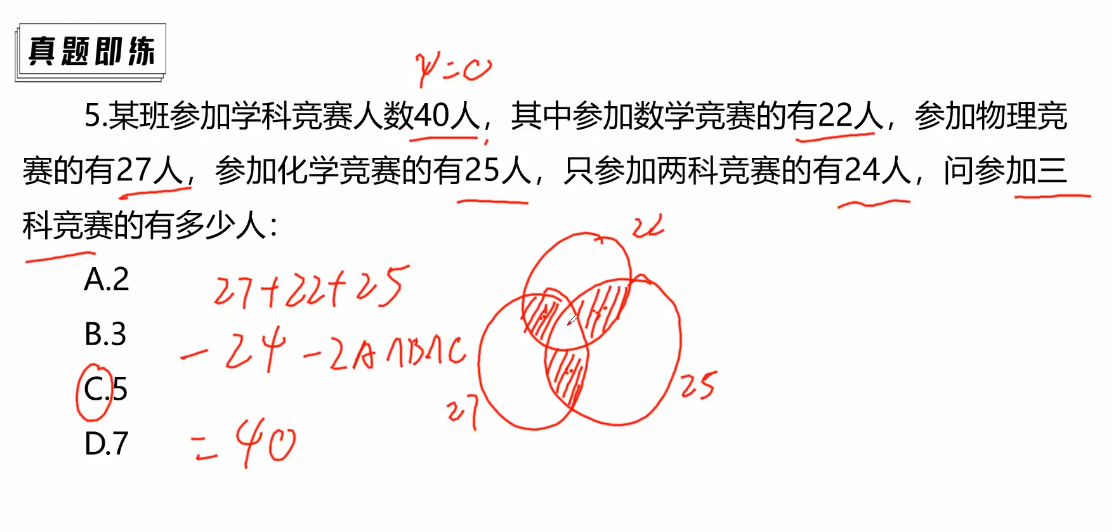 真题即练
ψ=0
5.某班参加学科竞赛人数40人，其中参加数学竞赛的有22人，参加物理竞
赛的有27人，参加化学竞赛的有25人，只参加两科竞赛的有24人，问参加三
科竞赛的有多少人：
22
A.2
27+22+25
B.3
-24-2A∩B∩C
C.5
25
27
D.7
=40